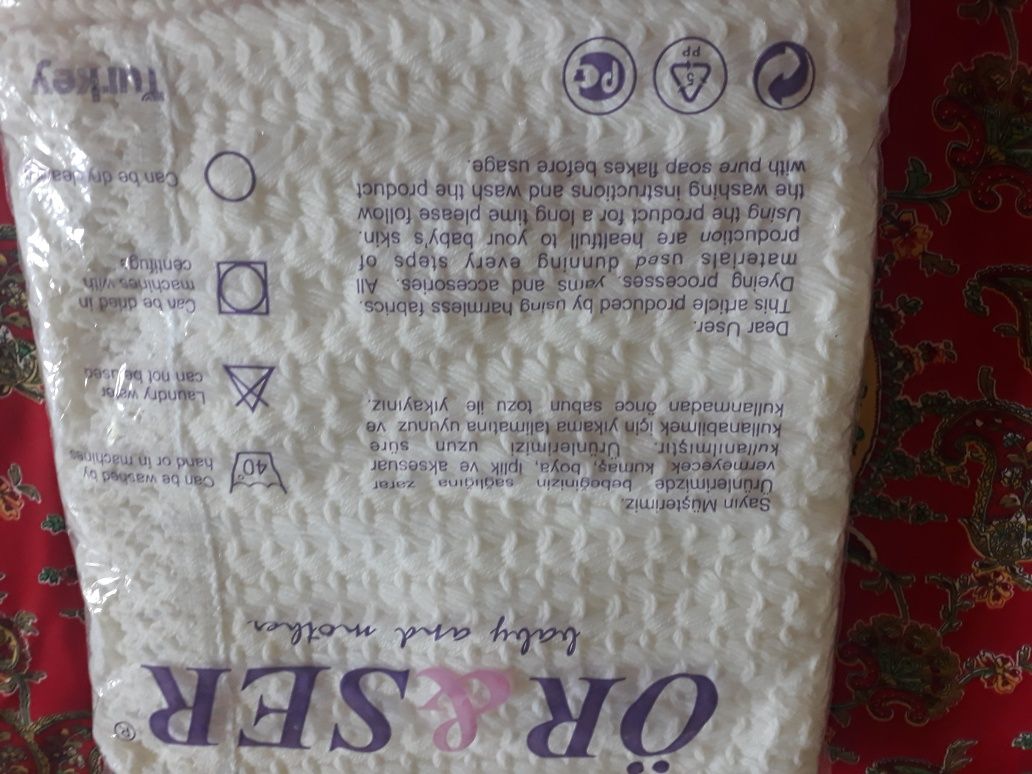 ÖR&SER®
baby and mother
Sayın Müşterimiz.
Ürünlerimizde bebeğinizin sağlığına zarar
vermeyecek kumaş, boya, iplik ve aksesuar
kullanılmıştır. Ürünlerimizi uzun süre
kullanabilmek için yıkama talimatına uyunuz ve
kullanmadan önce sabun tozu ile yıkayınız.
Dear User.
This article produced by using harmless fabrics.
Dyeing processes, yarns and accessories. All
materials used dunning every steps of
production are healtfull to your baby's skin.
Using the product for a long time please follow
the washing instructions and wash the product
with pure soap flakes before usage.
40°
Can be washed by
hand or in machines
Laundry water
can not be used
Can be dried in
machines with
centifuga
Can be dry
5
PP
Turkey